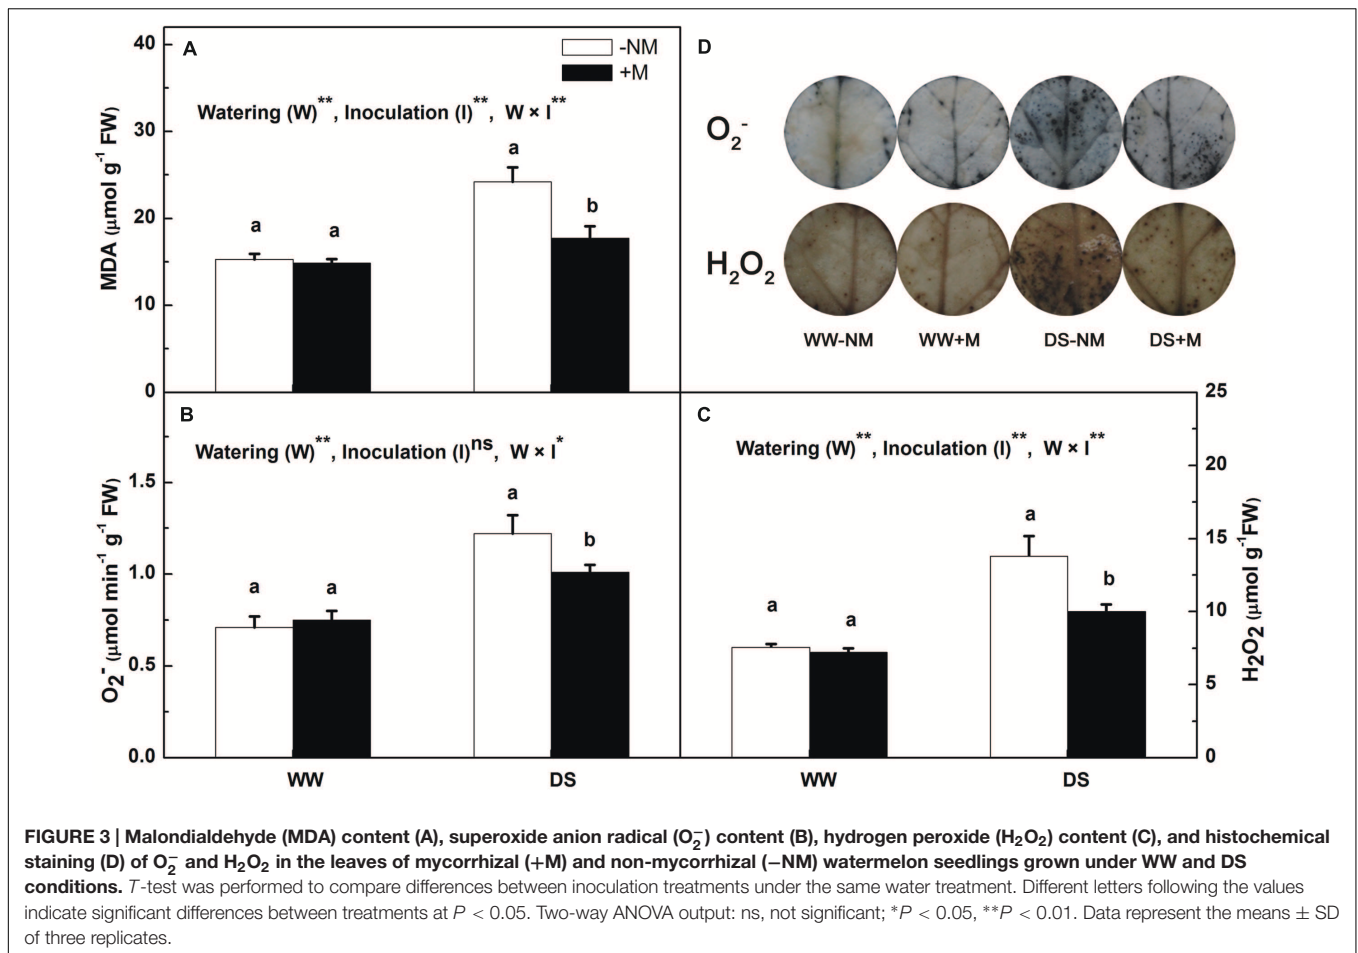 A
-NM
+M
Watering (W)**, Inoculation (I)**, W × I**
40
30
20
10
0
MDA (μmol g⁻¹ FW)
a
a
a
b
D
O₂⁻
H₂O₂
WW-NM WW+M DS-NM DS+M
B
Watering (W)**, Inoculation (I)ns, W × I*
1.5
1.0
0.5
0.0
O₂⁻ (μmol min⁻¹ g⁻¹ FW)
a
a
a
b
WW DS
C
Watering (W)**, Inoculation (I)**, W × I**
25
20
15
10
5
0
H₂O₂ (μmol g⁻¹FW)
a
a
a
b
WW DS
FIGURE 3 | Malondialdehyde (MDA) content (A), superoxide anion radical (O₂⁻) content (B), hydrogen peroxide (H₂O₂) content (C), and histochemical
staining (D) of O₂⁻ and H₂O₂ in the leaves of mycorrhizal (+M) and non-mycorrhizal (−NM) watermelon seedlings grown under WW and DS
conditions. T-test was performed to compare differences between inoculation treatments under the same water treatment. Different letters following the values
indicate significant differences between treatments at P < 0.05. Two-way ANOVA output: ns, not significant; *P < 0.05, **P < 0.01. Data represent the means ± SD
of three replicates.